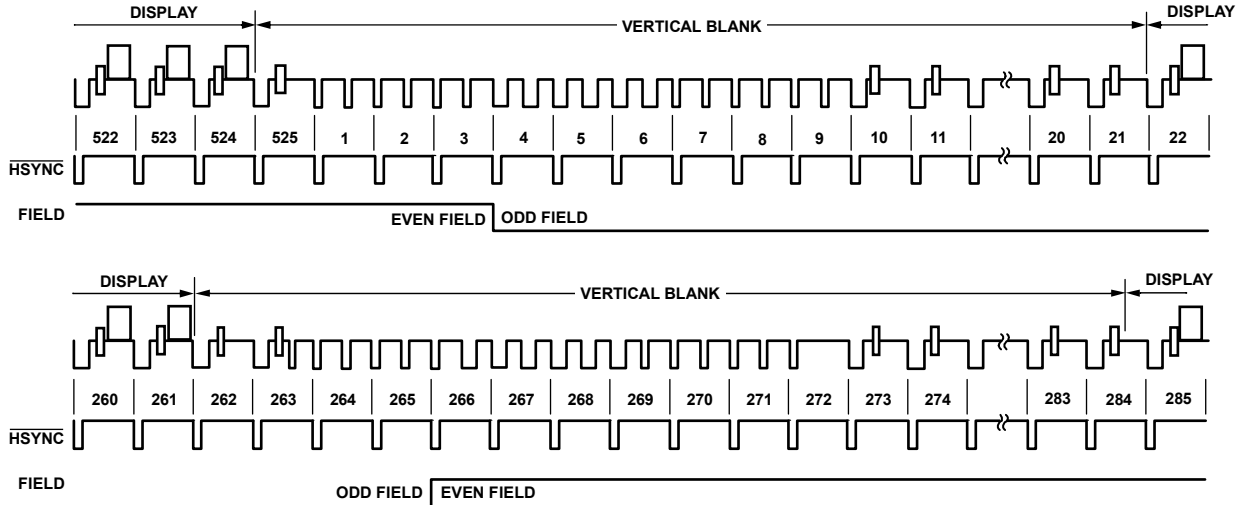 DISPLAY VERTICAL BLANK DISPLAY
522 523 524 525 1 2 3 4 5 6 7 8 9 10 11 20 21 22
HSYNC
FIELD EVEN FIELD ODD FIELD
DISPLAY VERTICAL BLANK DISPLAY
260 261 262 263 264 265 266 267 268 269 270 271 272 273 274 283 284 285
HSYNC
FIELD ODD FIELD EVEN FIELD